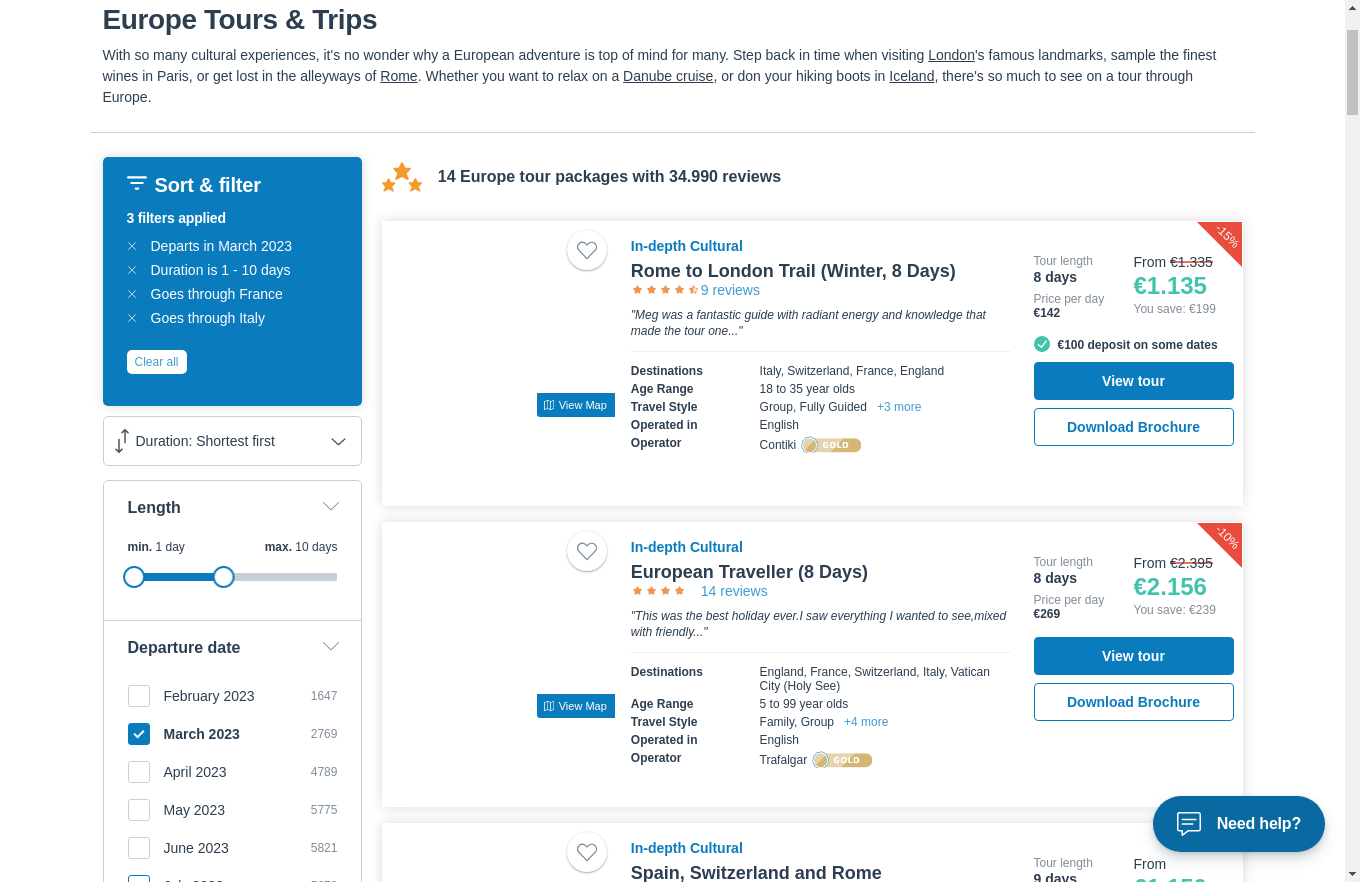 Europe Tours & Trips
With so many cultural experiences, it's no wonder why a European adventure is top of mind for many. Step back in time when visiting London's famous landmarks, sample the finest
wines in Paris, or get lost in the alleyways of Rome. Whether you want to relax on a Danube cruise, or don your hiking boots in Iceland, there's so much to see on a tour through
Europe.
Sort & filter
3 filters applied
Departs in March 2023
Duration is 1 - 10 days
Goes through France
Goes through Italy
Clear all
Duration: Shortest first
Length
min. 1 day max. 10 days
Departure date
February 2023 1647
March 2023 2769
April 2023 4789
May 2023 5775
June 2023 5821
14 Europe tour packages with 34.990 reviews
In-depth Cultural
Rome to London Trail (Winter, 8 Days)
9 reviews
"Meg was a fantastic guide with radiant energy and knowledge that
made the tour one..."
Destinations Italy, Switzerland, France, England
Age Range 18 to 35 year olds
Travel Style Group, Fully Guided +3 more
Operated in English
Operator Contiki GOLD
View Map
-15%
Tour length
8 days
Price per day
€142
From €1.335
€1.135
You save: €199
€100 deposit on some dates
View tour
Download Brochure
In-depth Cultural
European Traveller (8 Days)
14 reviews
"This was the best holiday ever.I saw everything I wanted to see,mixed
with friendly..."
Destinations England, France, Switzerland, Italy, Vatican
City (Holy See)
Age Range 5 to 99 year olds
Travel Style Family, Group +4 more
Operated in English
Operator Trafalgar GOLD
View Map
-10%
Tour length
8 days
Price per day
€269
From €2.395
€2.156
You save: €239
View tour
Download Brochure
In-depth Cultural
Spain, Switzerland and Rome
Tour length
9 days
From
Need help?